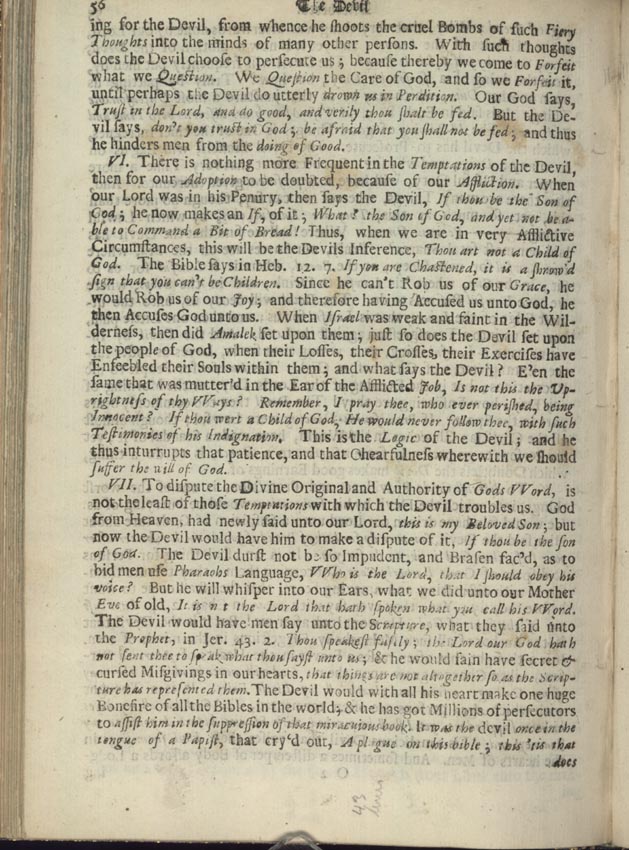 56 The Devil
ing for the Devil, from whence he shoots the cruel Bombs of such Fiery
Thoughts into the minds of many other persons. With such thoughts
does the Devil choose to persecute us; because thereby we come to Forfeit
what we Question. We Question the Care of God, and so we Forfeit it,
until perhaps the Devil do utterly drown us in Perdition. Our God says,
Trust in the Lord, and do good, and verily thou shalt be fed. But the De-
vil says, don't you trust in God; be afraid that you shall not be fed; and thus
he hinders men from the doing of Good.
VI. There is nothing more Frequent in the Temptations of the Devil,
then for our Adoption to be doubted, because of our Affliction. When
our Lord was in his Penury, then says the Devil, If thou be the Son of
God; he now makes an If, of it; What? the Son of God, and yet not be a-
ble to Command a Bit of Bread! Thus, when we are in very Afflictive
Circumstances, this will be the Devils Inference, Thou art not a Child of
God. The Bible says in Heb. 12. 7. If you are Chastened, it is a shrow'd
sign that you can't be Children. Since he can't Rob us of our Grace, he
would Rob us of our Joy; and therefore having Accused us unto God, he
then Accuses God unto us. When Israel was weak and faint in the Wil-
derness, then did Amalek set upon them; just so does the Devil set upon
the people of God, when their Losses, their Crosses, their Exercises have
Enfeebled their Souls within them; and what says the Devil? E'en the
same that was mutter'd in the Ear of the Afflicted Job, Is not this the Up-
rightness of thy VVays? Remember, I pray thee, who ever perished, being
Innocent? If thou wert a Child of God, He would never follow thee, with such
Testimonies of his Indignation. This is the Logic of the Devil; and he
thus inturrupts that patience, and that Chearfulness wherewith we should
suffer the will of God.
VII. To dispute the Divine Original and Authority of Gods VVord, is
not the least of those Temptations with which the Devil troubles us. God
from Heaven, had newly said unto our Lord, this is my Beloved Son; but
now the Devil would have him to make a dispute of it, If thou be the son
of God. The Devil durst not be so Impudent, and Brasen fac'd, as to
bid men use Pharaohs Language, VVho is the Lord, that I should obey his
voice? But he will whisper into our Ears, what we did unto our Mother
Eve of old, It is n t the Lord that hath spoken what you call his VVord.
The Devil would have men say unto the Scripture, what they said unto
the Prophet, in Jer. 43. 2. Thou speakest falsly; the Lord our God hath
not sent thee to speak what thou sayst unto us; & he would fain have secret &
cursed Misgivings in our hearts, that things are not altogether so as the Scrip-
ture has represented them. The Devil would with all his heart make one huge
Bonefire of all the Bibles in the world; & he has got Millions of persecutors
to assist him in the suppression of that miraculous book. It was the devil once in the
tongue of a Papist, that cry'd out, A plague on this bible; this 'tis that
does
43